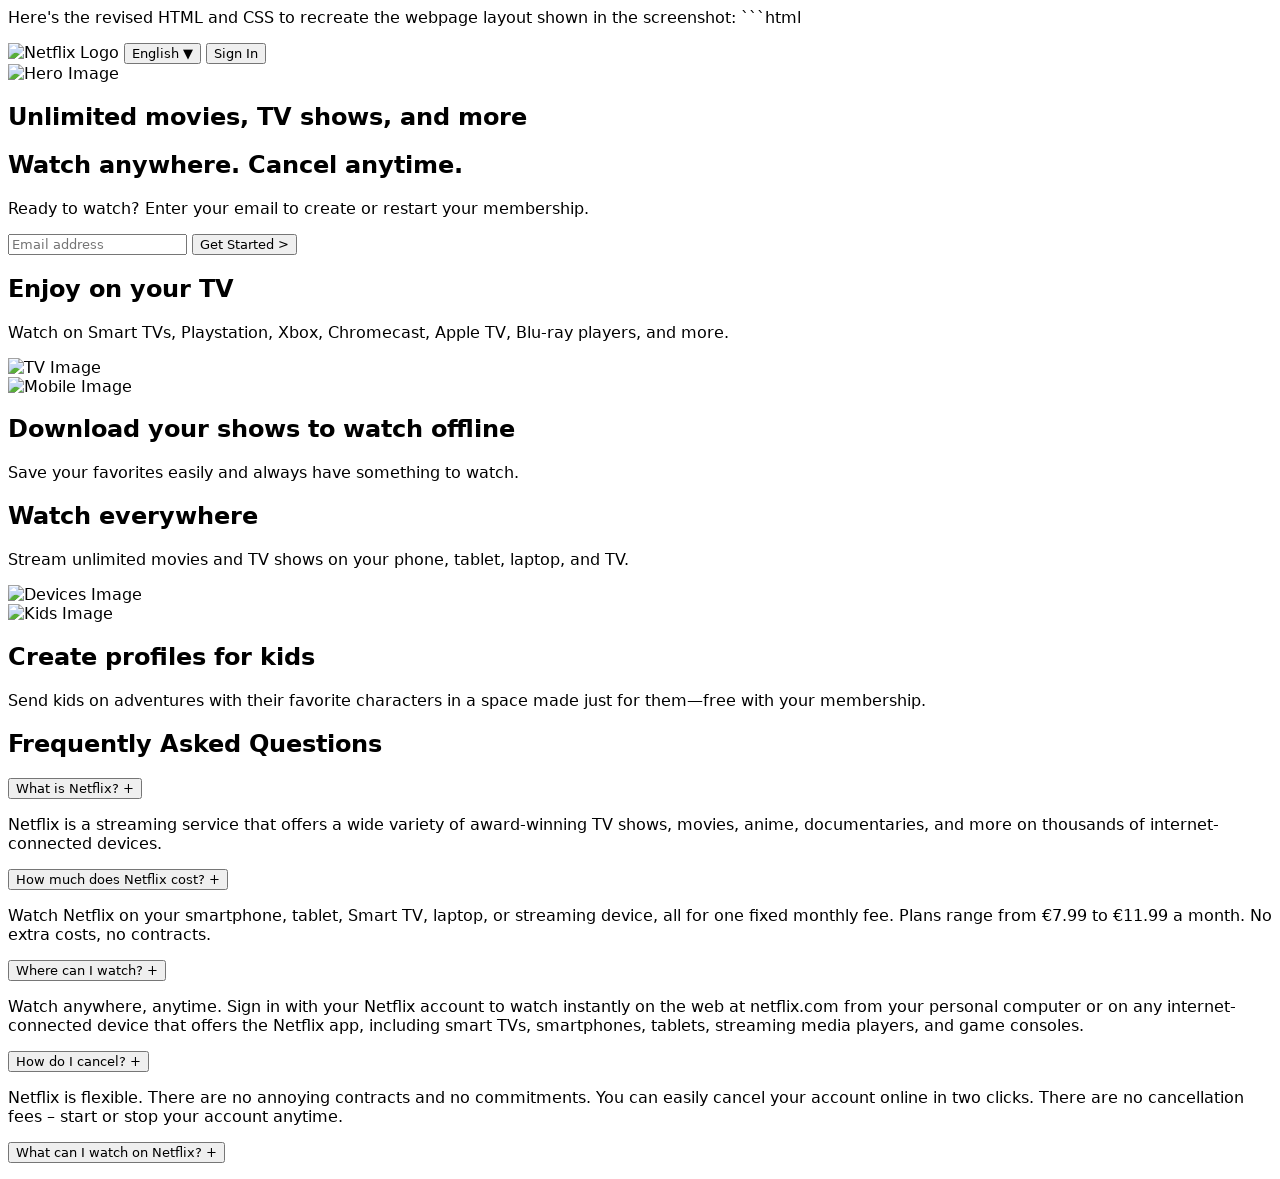 Here's the revised HTML and CSS to recreate the webpage layout shown in the screenshot: ```html
Netflix Logo English ▼ Sign In
Hero Image
Unlimited movies, TV shows, and more
Watch anywhere. Cancel anytime.
Ready to watch? Enter your email to create or restart your membership.
Email address Get Started >
Enjoy on your TV
Watch on Smart TVs, Playstation, Xbox, Chromecast, Apple TV, Blu-ray players, and more.
TV Image
Mobile Image
Download your shows to watch offline
Save your favorites easily and always have something to watch.
Watch everywhere
Stream unlimited movies and TV shows on your phone, tablet, laptop, and TV.
Devices Image
Kids Image
Create profiles for kids
Send kids on adventures with their favorite characters in a space made just for them—free with your membership.
Frequently Asked Questions
What is Netflix? +
Netflix is a streaming service that offers a wide variety of award-winning TV shows, movies, anime, documentaries, and more on thousands of internet-
connected devices.
How much does Netflix cost? +
Watch Netflix on your smartphone, tablet, Smart TV, laptop, or streaming device, all for one fixed monthly fee. Plans range from €7.99 to €11.99 a month. No
extra costs, no contracts.
Where can I watch? +
Watch anywhere, anytime. Sign in with your Netflix account to watch instantly on the web at netflix.com from your personal computer or on any internet-
connected device that offers the Netflix app, including smart TVs, smartphones, tablets, streaming media players, and game consoles.
How do I cancel? +
Netflix is flexible. There are no annoying contracts and no commitments. You can easily cancel your account online in two clicks. There are no cancellation
fees – start or stop your account anytime.
What can I watch on Netflix? +